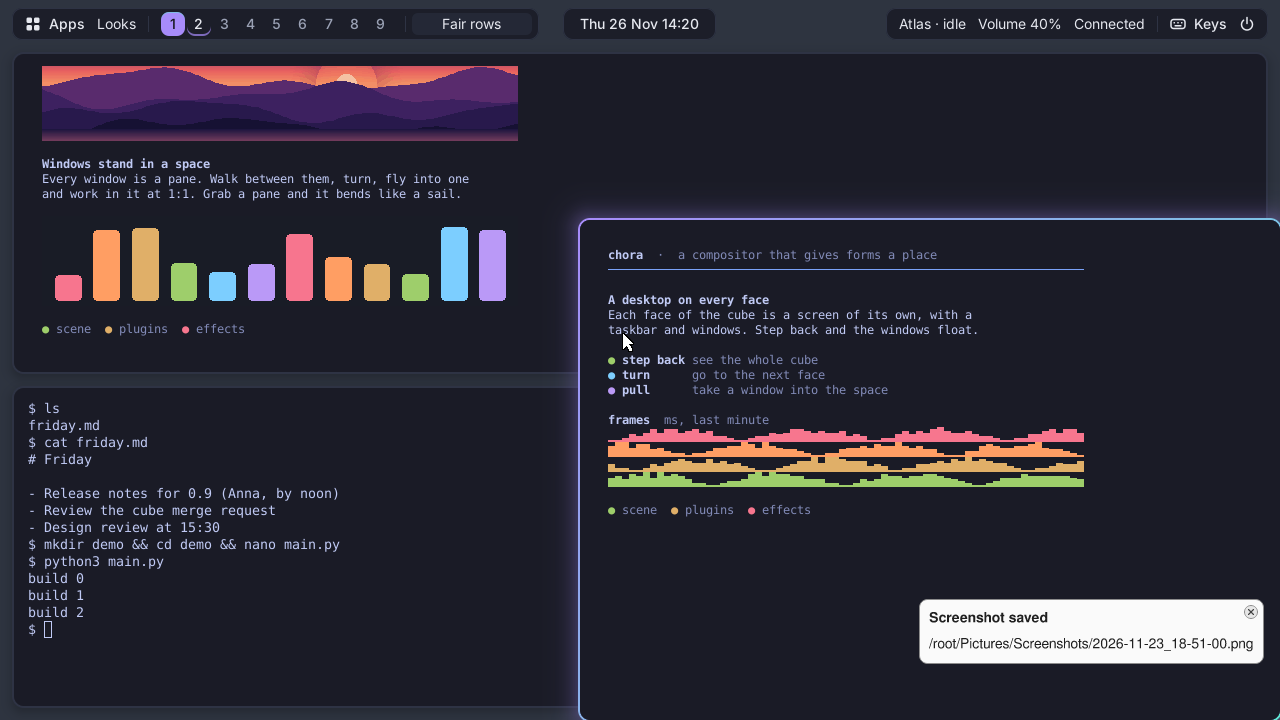 Apps Looks 1 2 3 4 5 6 7 8 9 Fair rows Thu 26 Nov 14:20 Atlas · idle Volume 40% Connected Keys
Windows stand in a space
Every window is a pane. Walk between them, turn, fly into one
and work in it at 1:1. Grab a pane and it bends like a sail.
scene plugins effects
$ ls
friday.md
$ cat friday.md
# Friday
- Release notes for 0.9 (Anna, by noon)
- Review the cube merge request
- Design review at 15:30
$ mkdir demo && cd demo && nano main.py
$ python3 main.py
build 0
build 1
build 2
$
chora · a compositor that gives forms a place
A desktop on every face
Each face of the cube is a screen of its own, with a
taskbar and windows. Step back and the windows float.
step back see the whole cube
turn go to the next face
pull take a window into the space
frames ms, last minute
scene plugins effects
Screenshot saved
/root/Pictures/Screenshots/2026-11-23_18-51-00.png